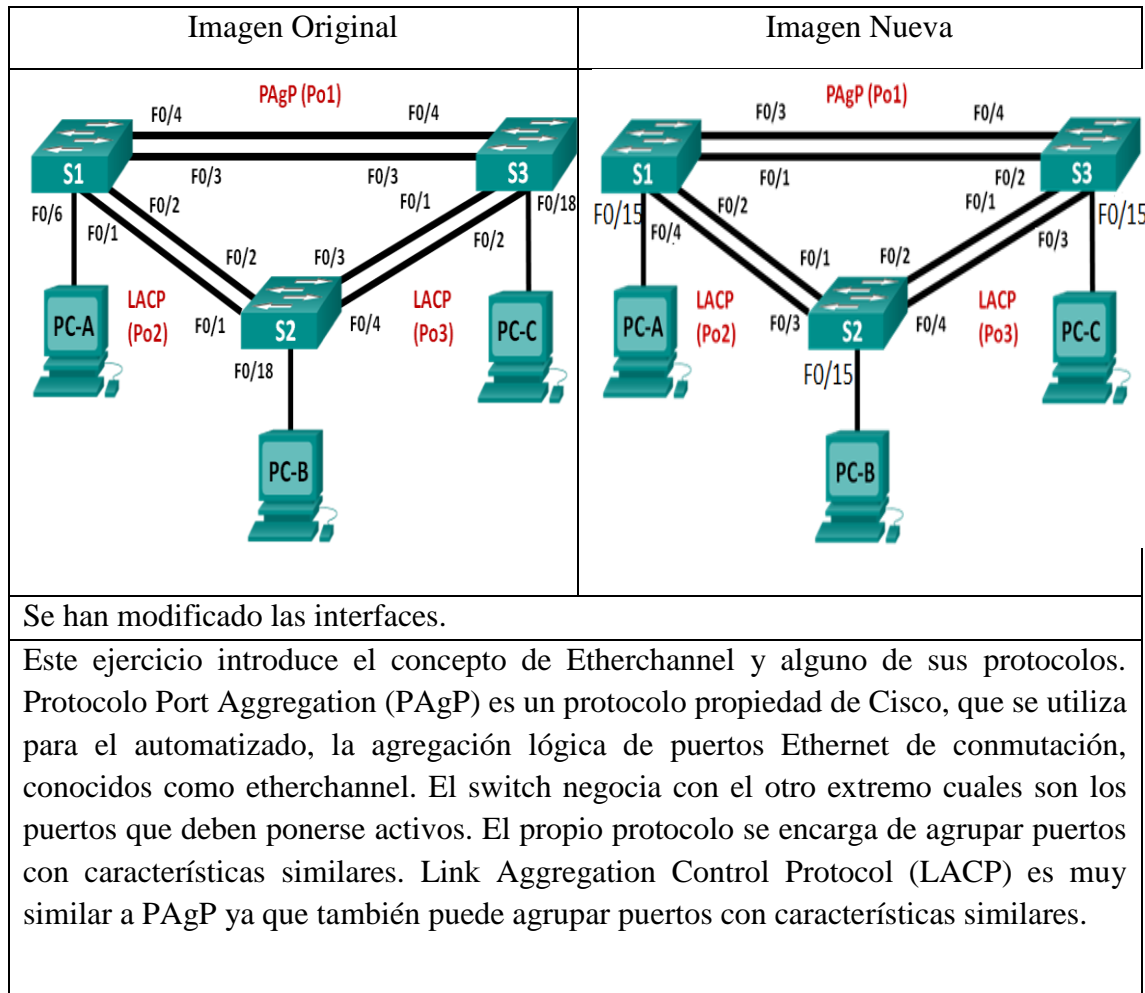 Imagen Original
Imagen Nueva
PAgP (Po1)
F0/4
F0/4
S1
S3
F0/3
F0/3
F0/6
F0/2
F0/1
F0/18
F0/1
F0/2
F0/2
F0/3
LACP
(Po2)
LACP
(Po3)
PC-A
F0/1
S2
F0/4
PC-C
F0/18
PC-B
PAgP (Po1)
F0/3
F0/4
S1
S3
F0/1
F0/2
F0/15
F0/2
F0/1
F0/15
F0/4
F0/3
F0/1
F0/2
LACP
(Po2)
LACP
(Po3)
PC-A
F0/3
S2
F0/4
PC-C
F0/15
PC-B
Se han modificado las interfaces.
Este ejercicio introduce el concepto de Etherchannel y alguno de sus protocolos.
Protocolo Port Aggregation (PAgP) es un protocolo propiedad de Cisco, que se utiliza
para el automatizado, la agregación lógica de puertos Ethernet de conmutación,
conocidos como etherchannel. El switch negocia con el otro extremo cuales son los
puertos que deben ponerse activos. El propio protocolo se encarga de agrupar puertos
con características similares. Link Aggregation Control Protocol (LACP) es muy
similar a PAgP ya que también puede agrupar puertos con características similares.